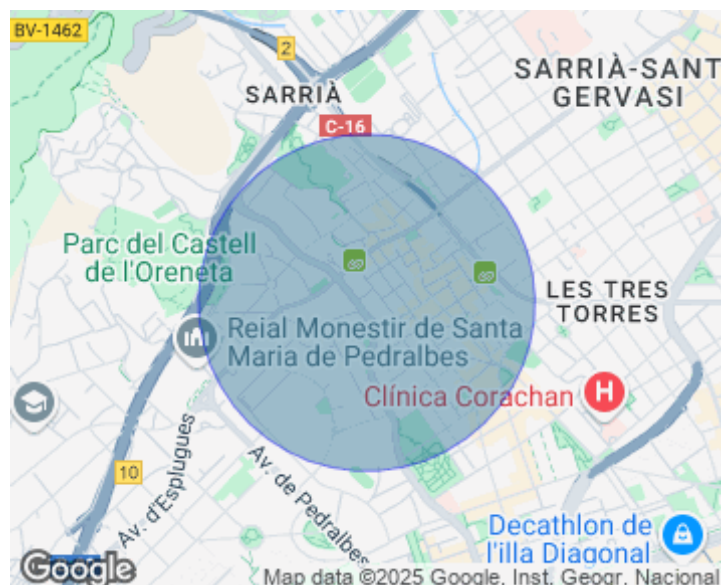 BV-1462
2
SARRIÀ
SARRIÀ-SANT
GERVASI
C-16
Parc del Castell
de l'Oreneta
LES TRES
TORRES
Reial Monestir de Santa
Maria de Pedralbes
Clínica Corachan
H
10
Av. d'Esplugues
Av. de Pedralbes
Decathlon de
l'illa Diagonal
Google
Map data ©2025 Google, Inst. Geogr. Nacional